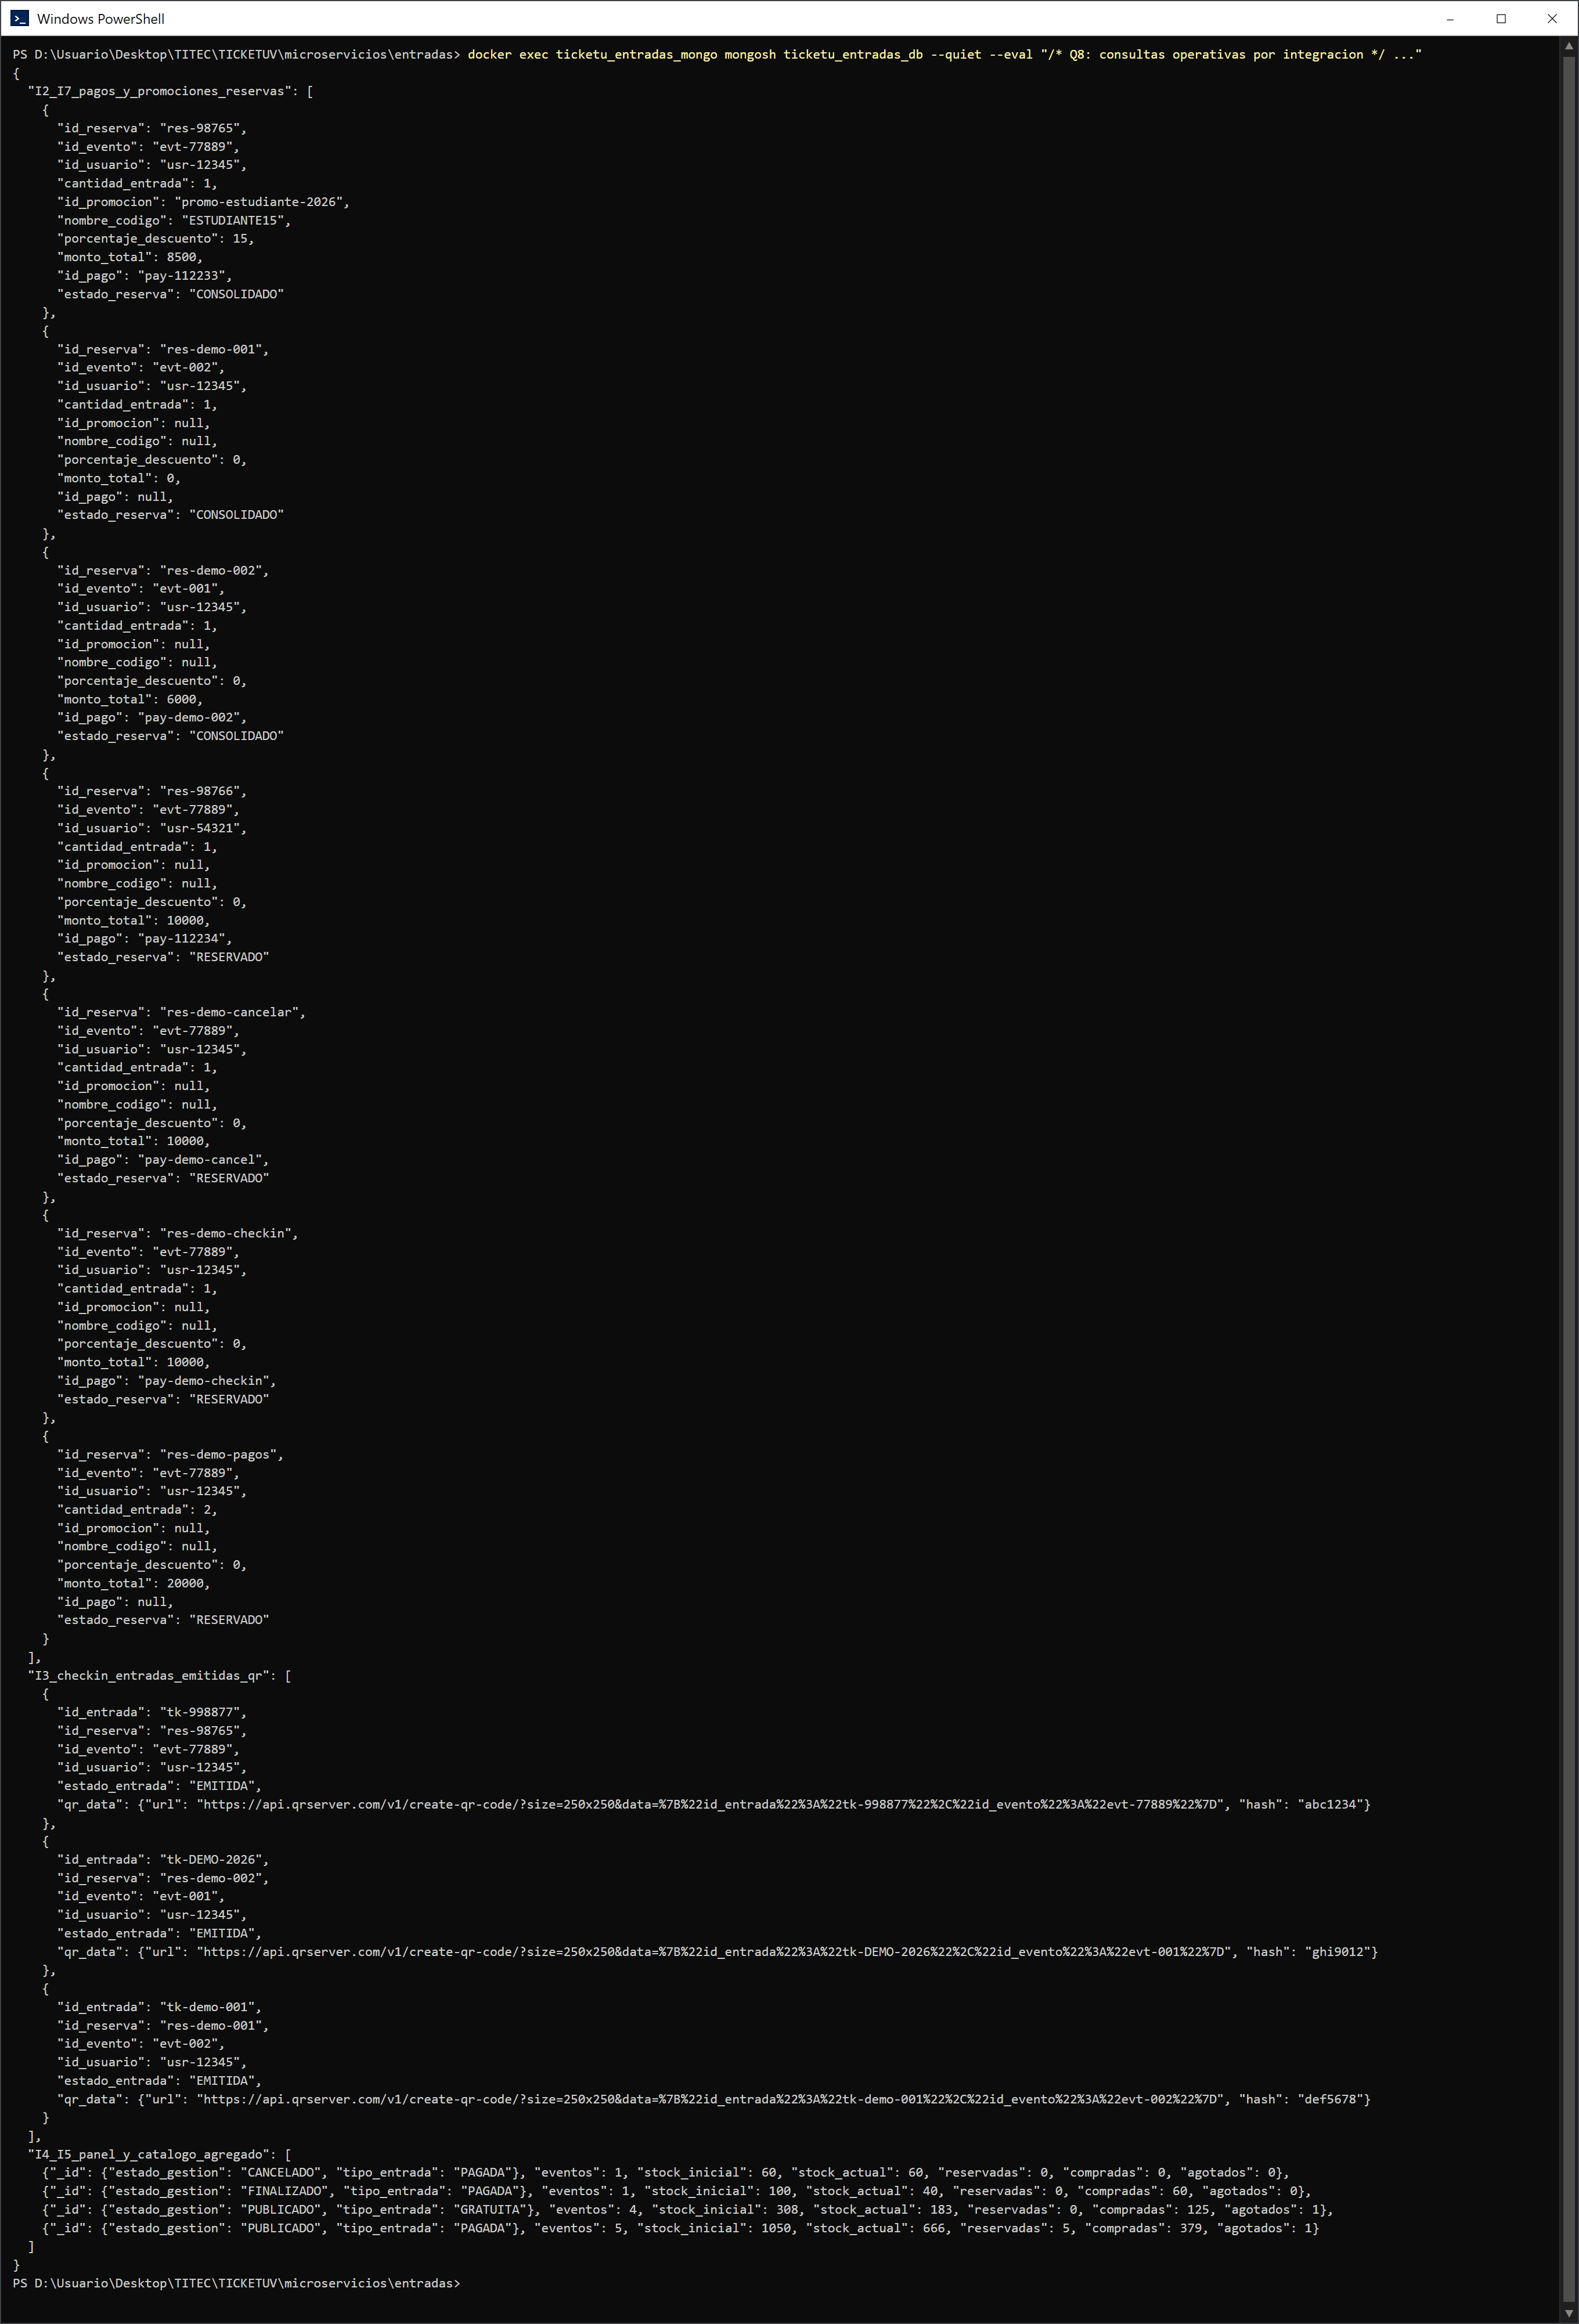 Windows PowerShell
PS D:\Usuario\Desktop\TITEC\TICKETUV\microservicios\entradas> docker exec ticketu_entradas_mongo mongosh ticketu_entradas_db --quiet --eval "/* Q8: consultas operativas por integracion */ ..."
{
  "I2_I7_pagos_y_promociones_reservas": [
    {
      "id_reserva": "res-98765",
      "id_evento": "evt-77889",
      "id_usuario": "usr-12345",
      "cantidad_entrada": 1,
      "id_promocion": "promo-estudiante-2026",
      "nombre_codigo": "ESTUDIANTE15",
      "porcentaje_descuento": 15,
      "monto_total": 8500,
      "id_pago": "pay-112233",
      "estado_reserva": "CONSOLIDADO"
    },
    {
      "id_reserva": "res-demo-001",
      "id_evento": "evt-002",
      "id_usuario": "usr-12345",
      "cantidad_entrada": 1,
      "id_promocion": null,
      "nombre_codigo": null,
      "porcentaje_descuento": 0,
      "monto_total": 0,
      "id_pago": null,
      "estado_reserva": "CONSOLIDADO"
    },
    {
      "id_reserva": "res-demo-002",
      "id_evento": "evt-001",
      "id_usuario": "usr-12345",
      "cantidad_entrada": 1,
      "id_promocion": null,
      "nombre_codigo": null,
      "porcentaje_descuento": 0,
      "monto_total": 6000,
      "id_pago": "pay-demo-002",
      "estado_reserva": "CONSOLIDADO"
    },
    {
      "id_reserva": "res-98766",
      "id_evento": "evt-77889",
      "id_usuario": "usr-54321",
      "cantidad_entrada": 1,
      "id_promocion": null,
      "nombre_codigo": null,
      "porcentaje_descuento": 0,
      "monto_total": 10000,
      "id_pago": "pay-112234",
      "estado_reserva": "RESERVADO"
    },
    {
      "id_reserva": "res-demo-cancelar",
      "id_evento": "evt-77889",
      "id_usuario": "usr-12345",
      "cantidad_entrada": 1,
      "id_promocion": null,
      "nombre_codigo": null,
      "porcentaje_descuento": 0,
      "monto_total": 10000,
      "id_pago": "pay-demo-cancel",
      "estado_reserva": "RESERVADO"
    },
    {
      "id_reserva": "res-demo-checkin",
      "id_evento": "evt-77889",
      "id_usuario": "usr-12345",
      "cantidad_entrada": 1,
      "id_promocion": null,
      "nombre_codigo": null,
      "porcentaje_descuento": 0,
      "monto_total": 10000,
      "id_pago": "pay-demo-checkin",
      "estado_reserva": "RESERVADO"
    },
    {
      "id_reserva": "res-demo-pagos",
      "id_evento": "evt-77889",
      "id_usuario": "usr-12345",
      "cantidad_entrada": 2,
      "id_promocion": null,
      "nombre_codigo": null,
      "porcentaje_descuento": 0,
      "monto_total": 20000,
      "id_pago": null,
      "estado_reserva": "RESERVADO"
    }
  ],
  "I3_checkin_entradas_emitidas_qr": [
    {
      "id_entrada": "tk-998877",
      "id_reserva": "res-98765",
      "id_evento": "evt-77889",
      "id_usuario": "usr-12345",
      "estado_entrada": "EMITIDA",
      "qr_data": {"url": "https://api.qrserver.com/v1/create-qr-code/?size=250x250&data=%7B%22id_entrada%22%3A%22tk-998877%22%2C%22id_evento%22%3A%22evt-77889%22%7D", "hash": "abc1234"}
    },
    {
      "id_entrada": "tk-DEMO-2026",
      "id_reserva": "res-demo-002",
      "id_evento": "evt-001",
      "id_usuario": "usr-12345",
      "estado_entrada": "EMITIDA",
      "qr_data": {"url": "https://api.qrserver.com/v1/create-qr-code/?size=250x250&data=%7B%22id_entrada%22%3A%22tk-DEMO-2026%22%2C%22id_evento%22%3A%22evt-001%22%7D", "hash": "ghi9012"}
    },
    {
      "id_entrada": "tk-demo-001",
      "id_reserva": "res-demo-001",
      "id_evento": "evt-002",
      "id_usuario": "usr-12345",
      "estado_entrada": "EMITIDA",
      "qr_data": {"url": "https://api.qrserver.com/v1/create-qr-code/?size=250x250&data=%7B%22id_entrada%22%3A%22tk-demo-001%22%2C%22id_evento%22%3A%22evt-002%22%7D", "hash": "def5678"}
    }
  ],
  "I4_I5_panel_y_catalogo_agregado": [
    {"_id": {"estado_gestion": "CANCELADO", "tipo_entrada": "PAGADA"}, "eventos": 1, "stock_inicial": 60, "stock_actual": 60, "reservadas": 0, "compradas": 0, "agotados": 0},
    {"_id": {"estado_gestion": "FINALIZADO", "tipo_entrada": "PAGADA"}, "eventos": 1, "stock_inicial": 100, "stock_actual": 40, "reservadas": 0, "compradas": 60, "agotados": 0},
    {"_id": {"estado_gestion": "PUBLICADO", "tipo_entrada": "GRATUITA"}, "eventos": 4, "stock_inicial": 308, "stock_actual": 183, "reservadas": 0, "compradas": 125, "agotados": 1},
    {"_id": {"estado_gestion": "PUBLICADO", "tipo_entrada": "PAGADA"}, "eventos": 5, "stock_inicial": 1050, "stock_actual": 666, "reservadas": 5, "compradas": 379, "agotados": 1}
  ]
}
PS D:\Usuario\Desktop\TITEC\TICKETUV\microservicios\entradas>